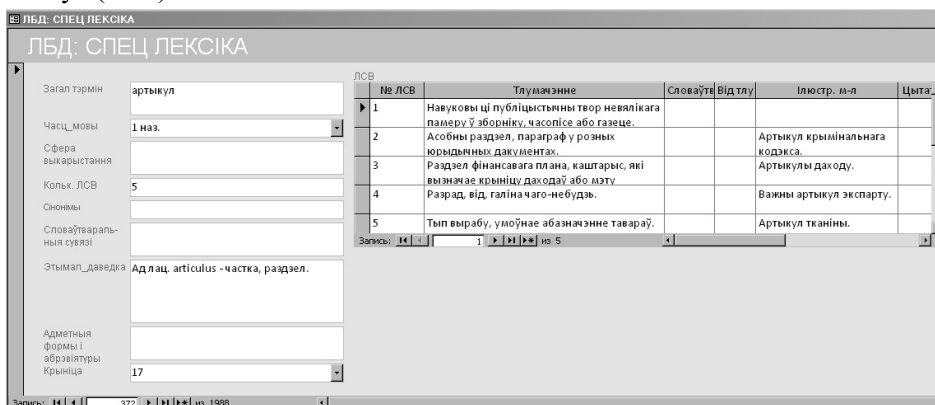 ЛБД: СПЕЦ ЛЕКСІКА
ЛБД: СПЕЦ ЛЕКСІКА
Загал тэрмін
артыкул
Часц_мовы
1 наз.
Сфера
выкарыстання
Кольк. ЛСВ
5
Сінонімы
Словаўтвараль-
ныя сувязі
Этымал_даведка
Ад лац. articulus - частка, раздзел.
Адметныя
формы і
абрэвіятуры
Крыніца
17
ЛСВ
№ ЛСВ Тлумачэнне Словаўтв Від тлу Ілюстр. м-л Цытат
1 Навуковы ці публіцыстычны твор невялікага
памеру ў зборніку, часопісе або газеце.
2 Асобны раздзел, параграф у розных Артыкул крымінальнага
юрыдычных дакументах. кодэкса.
3 Раздзел фінансавага плана, каштарыс, які Артыкулы даходу.
вызначае крыніцу даходаў або мэту
4 Разрад, від, галіна чаго-небудзь. Важны артыкул экспарту.
5 Тып вырабу, умоўнае абазначэнне тавараў. Артыкул тканіны.
Запись: 1 из 5
Запись: 372 из 1988